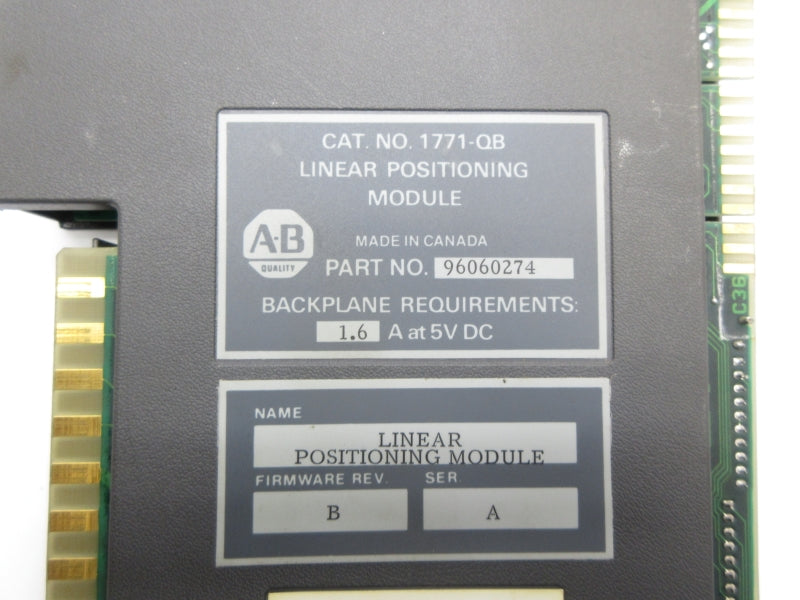 CAT. NO. 1771-QB
LINEAR POSITIONING
MODULE
A-B
QUALITY
MADE IN CANADA
PART NO. 96060274
BACKPLANE REQUIREMENTS:
1.6 A at 5V DC
NAME
LINEAR
POSITIONING MODULE
FIRMWARE REV. SER
B A
C36